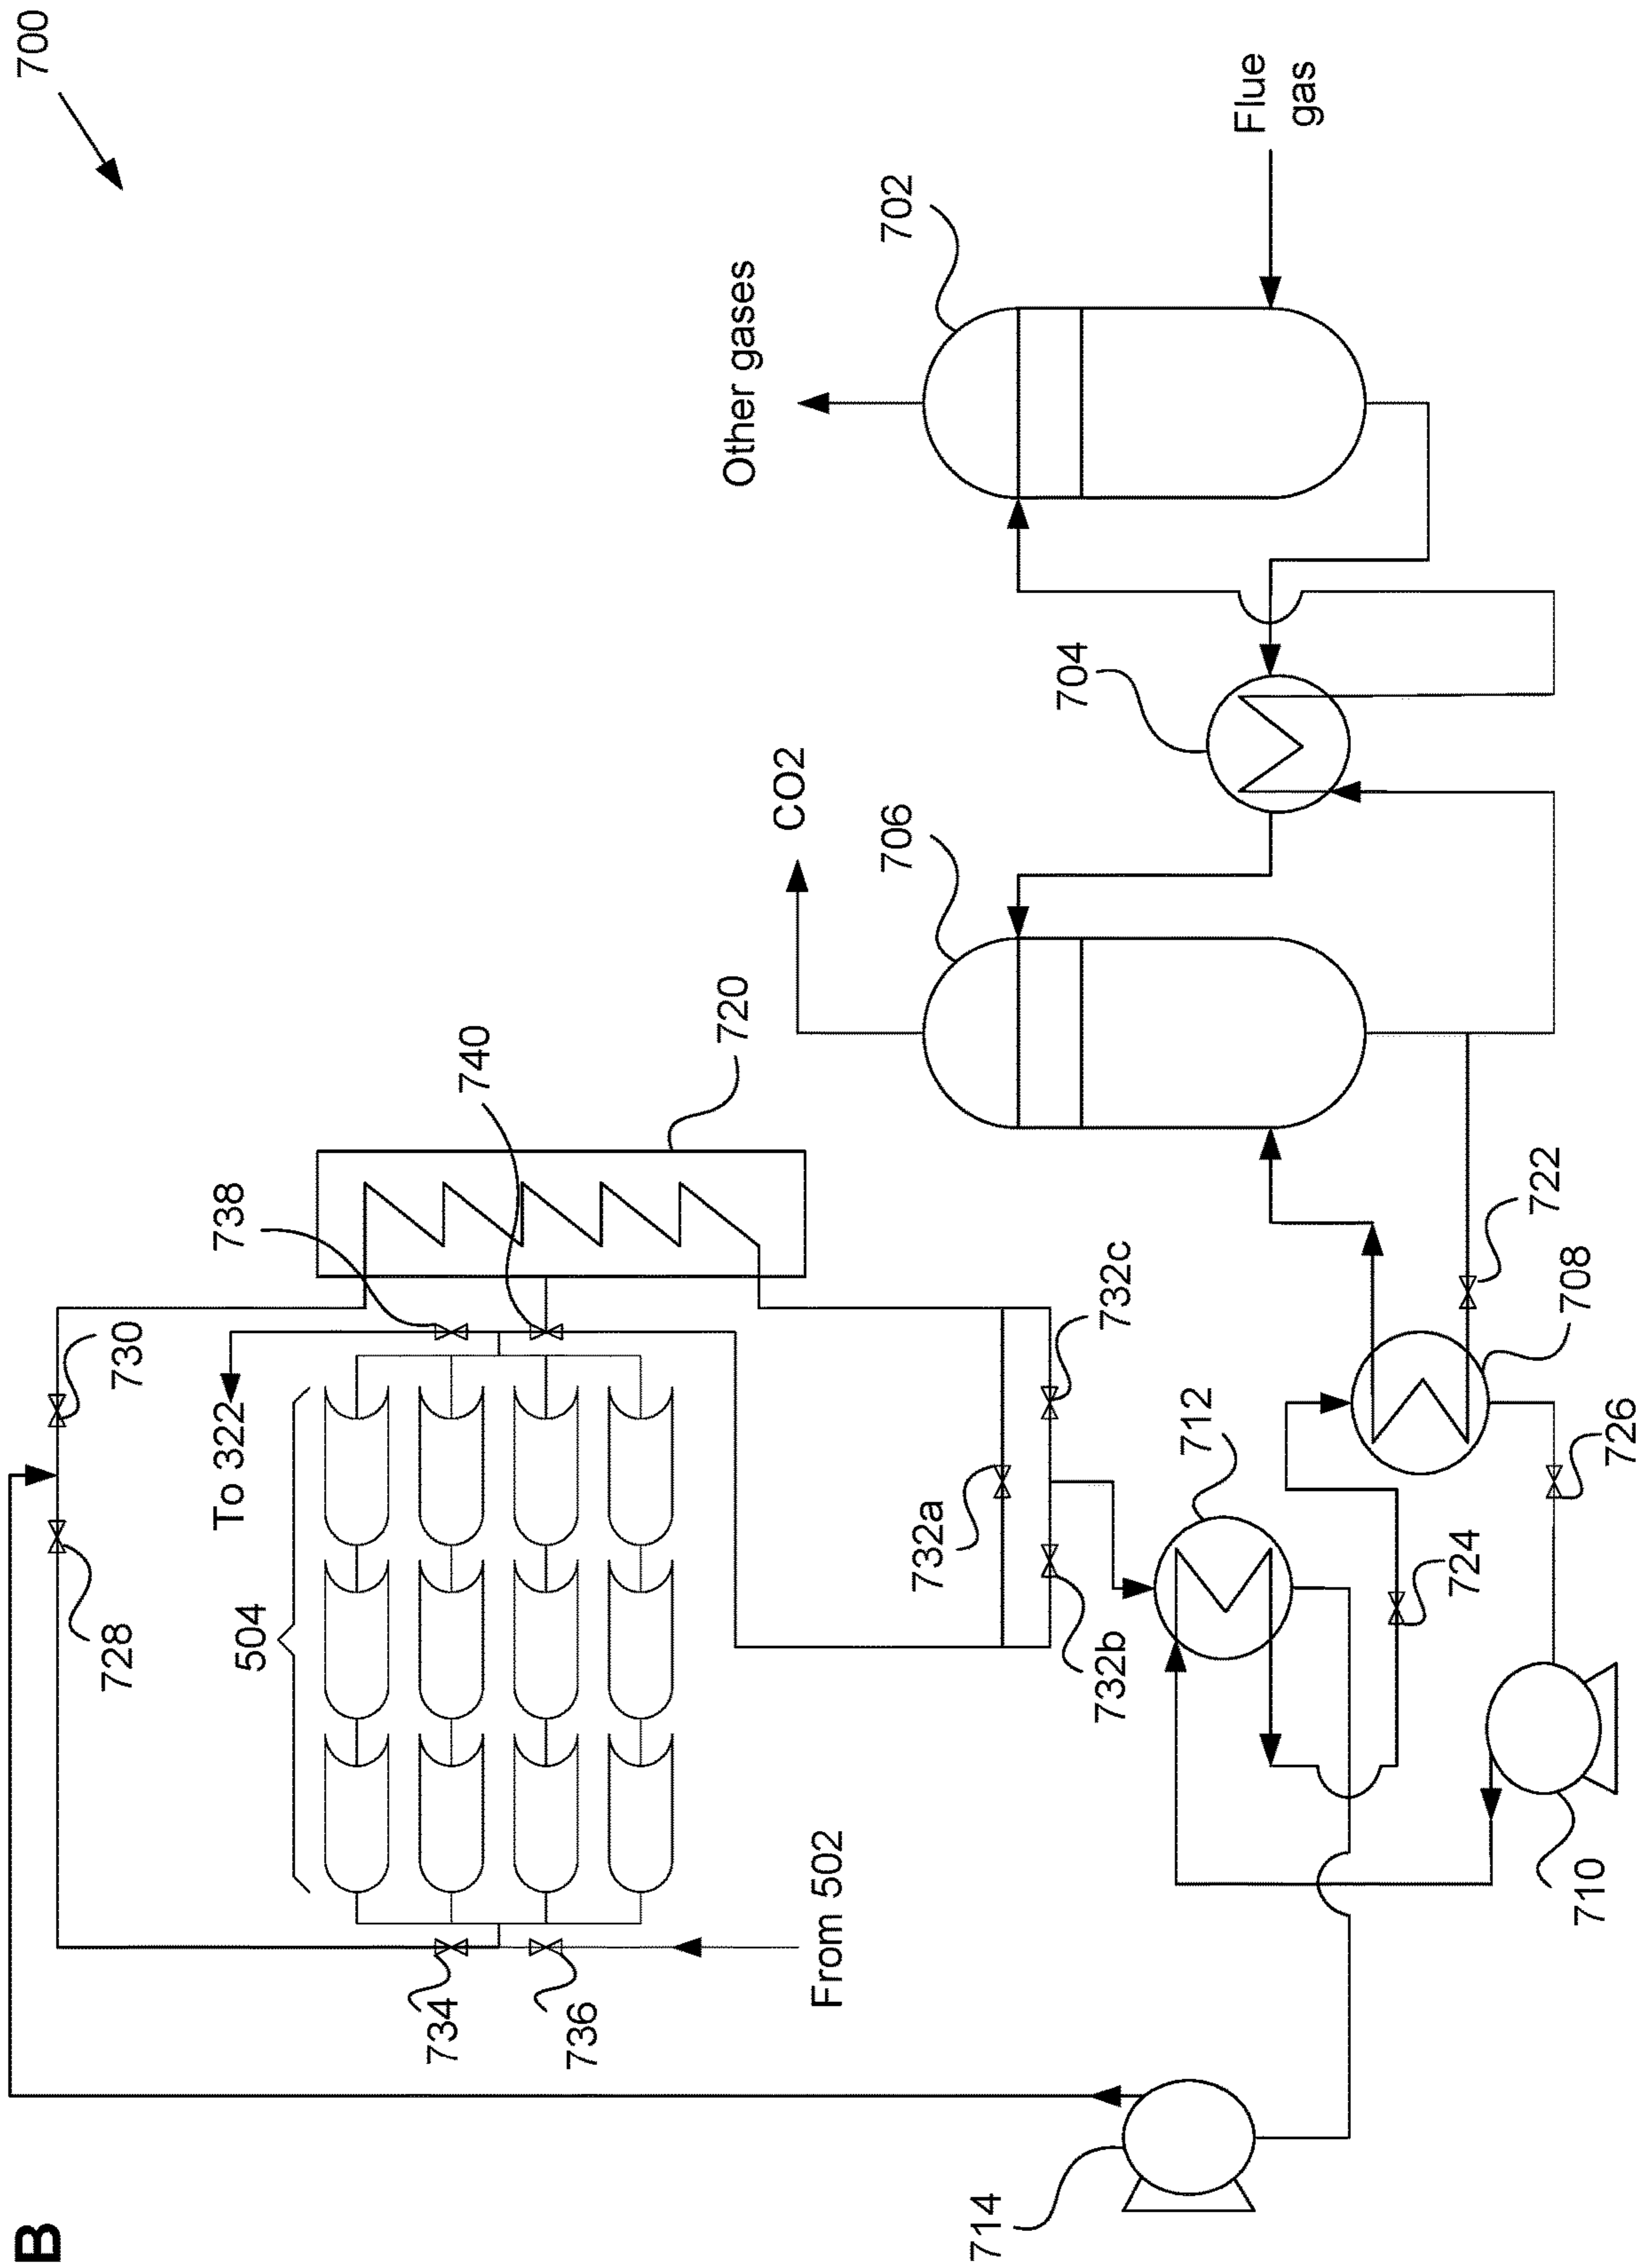 B
700
730
728
738
740
720
To 322
504
734
736
From 502
CO2
Other gases
706
702
704
Flue
gas
732a
732b
732c
712
722
708
724
726
710
714